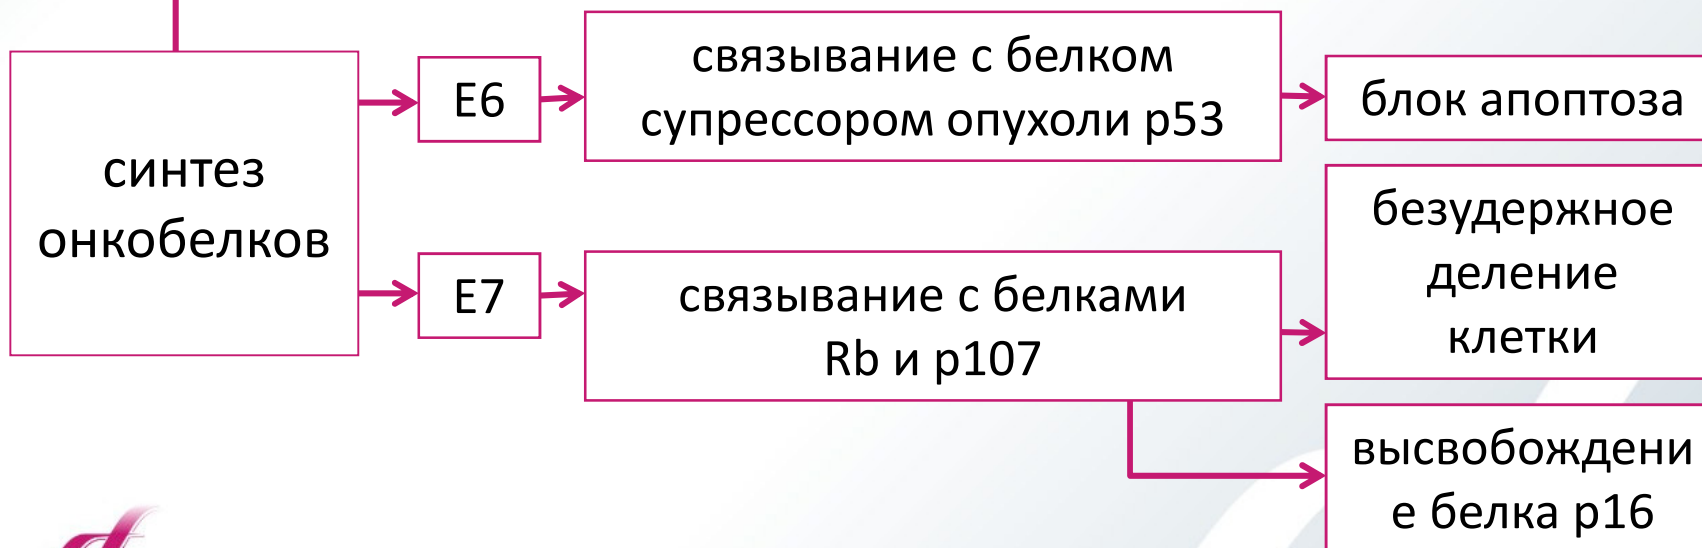 синтез
онкобелков
E6
связывание с белком
супрессором опухоли p53
блок апоптоза
E7
связывание с белками
Rb и p107
безудержное
деление
клетки
высвобождени
е белка p16